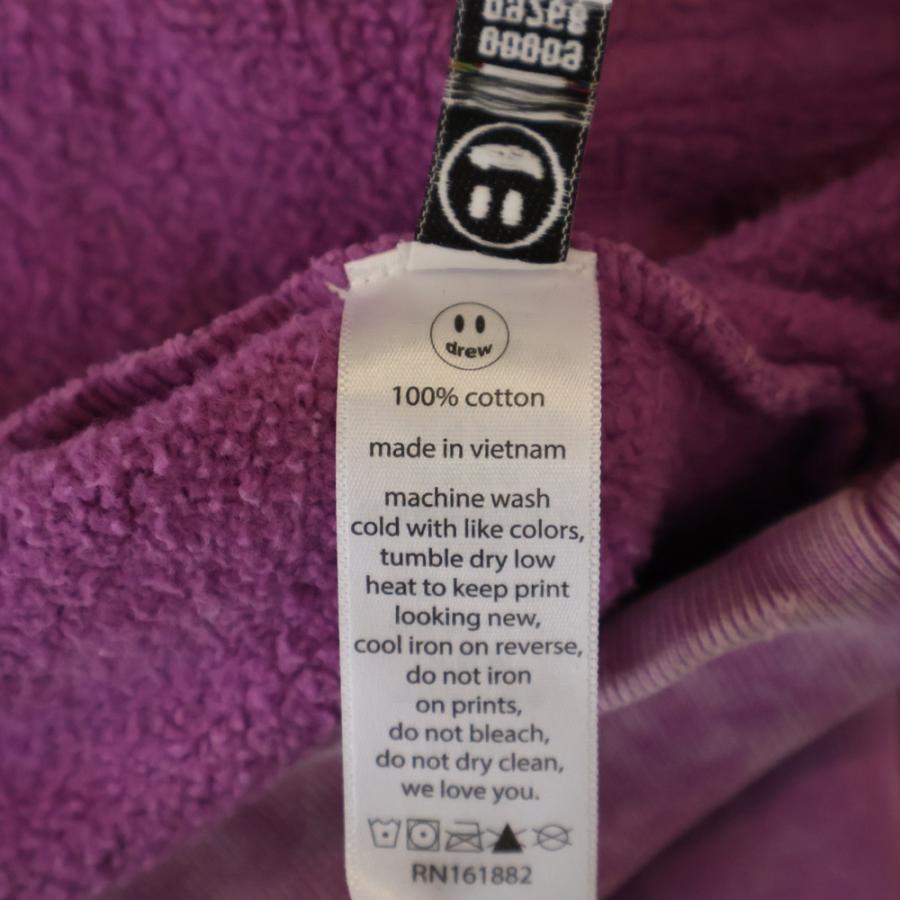 drew
100% cotton
made in vietnam
machine wash
cold with like colors,
tumble dry low
heat to keep print
looking new,
cool iron on reverse,
do not iron
on prints,
do not bleach,
do not dry clean,
we love you.
RN161882